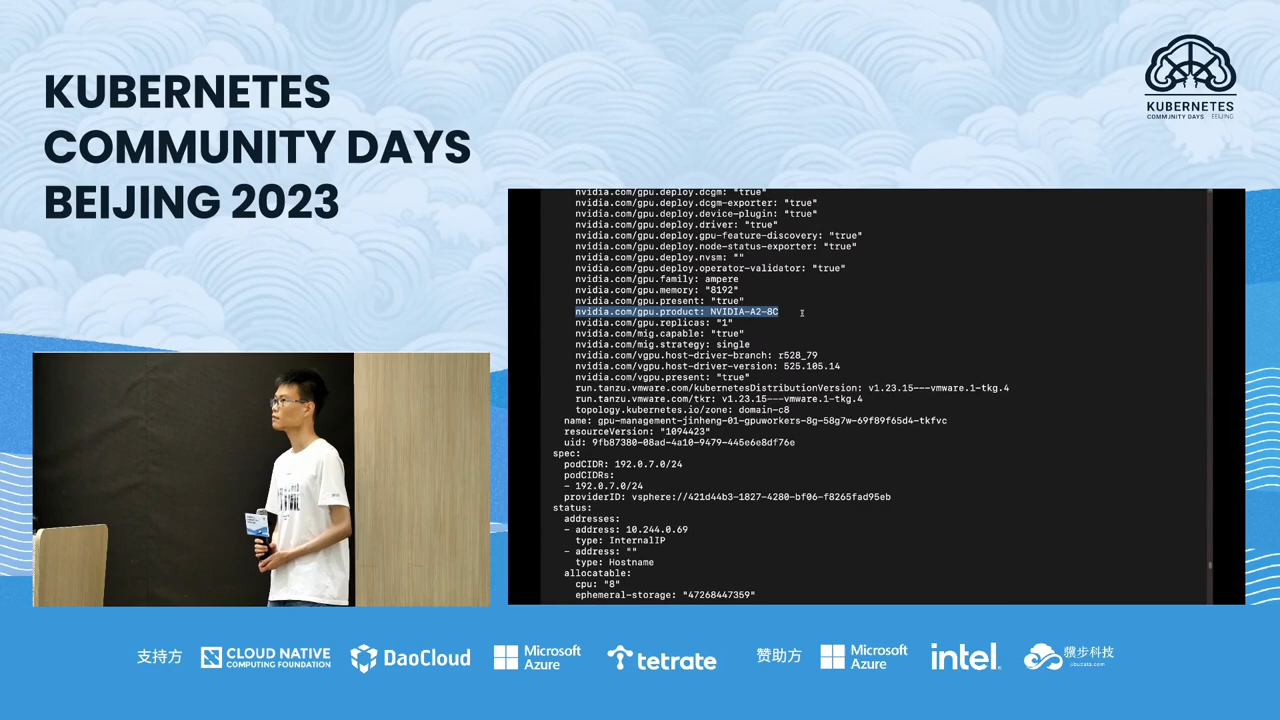 KUBERNETES
COMMUNITY DAYS
BEIJING 2023
KUBERNETES
COMMUNITY DAYS BEIJING
nvidia.com/gpu.deploy.dcgm: "true"
nvidia.com/gpu.deploy.dcgm-exporter: "true"
nvidia.com/gpu.deploy.device-plugin: "true"
nvidia.com/gpu.deploy.driver: "true"
nvidia.com/gpu.deploy.gpu-feature-discovery: "true"
nvidia.com/gpu.deploy.node-status-exporter: "true"
nvidia.com/gpu.deploy.nvsm: ""
nvidia.com/gpu.deploy.operator-validator: "true"
nvidia.com/gpu.family: ampere
nvidia.com/gpu.memory: "8192"
nvidia.com/gpu.present: "true"
nvidia.com/gpu.product: NVIDIA-A2-8C
nvidia.com/gpu.replicas: "1"
nvidia.com/mig.capable: "true"
nvidia.com/mig.strategy: single
nvidia.com/vgpu.host-driver-branch: r528_79
nvidia.com/vgpu.host-driver-version: 525.105.14
nvidia.com/vgpu.present: "true"
run.tanzu.vmware.com/kubernetesDistributionVersion: v1.23.15---vmware.1-tkg.4
run.tanzu.vmware.com/tkr: v1.23.15---vmware.1-tkg.4
topology.kubernetes.io/zone: domain-c8
name: gpu-management-jinheng-01-gpuworkers-8g-58g7w-69f89f65d4-tkfvc
resourceVersion: "1094423"
uid: 9fb87380-08ad-4a10-9479-445e6e8df76e
spec:
podCIDR: 192.0.7.0/24
podCIDRs:
- 192.0.7.0/24
providerID: vsphere://421d44b3-1827-4280-bf06-f8265fad95eb
status:
addresses:
- address: 10.244.0.69
type: InternalIP
- address: ""
type: Hostname
allocatable:
cpu: "8"
ephemeral-storage: "47268447359"
支持方
CLOUD NATIVE
COMPUTING FOUNDATION
DaoCloud
Microsoft
Azure
tetrate
赞助方
Microsoft
Azure
intel.
骥步科技
jibudata.com